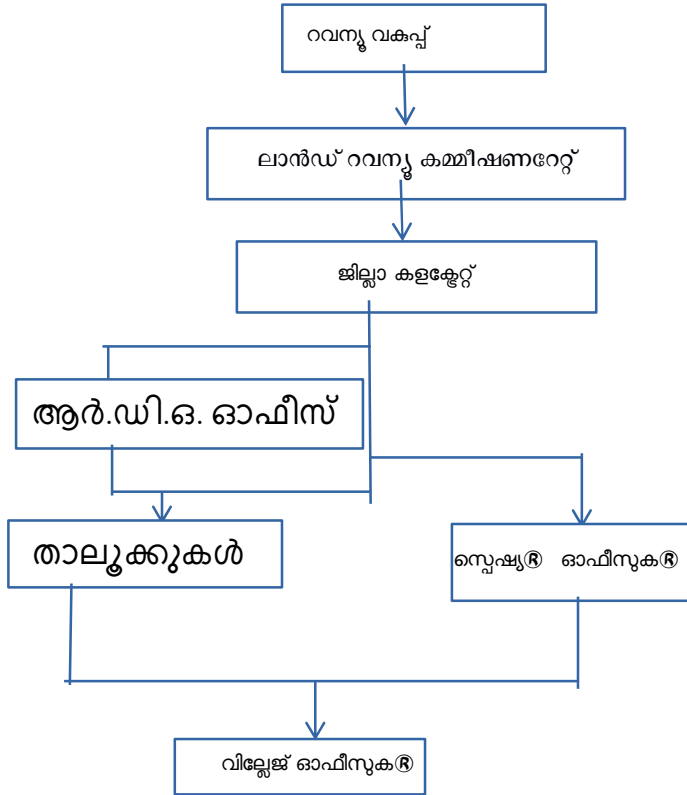 റവന്യൂ വകുപ്പ്
ലാൻഡ് റവന്യൂ കമ്മീഷണറേറ്റ്
ജില്ലാ കളക്ട്രേറ്റ്
ആർ.ഡി.ഒ. ഓഫീസ്
താലൂക്കുകൾ
സ്പെഷ്യ® ഓഫീസുക®
വില്ലേജ് ഓഫീസുക®